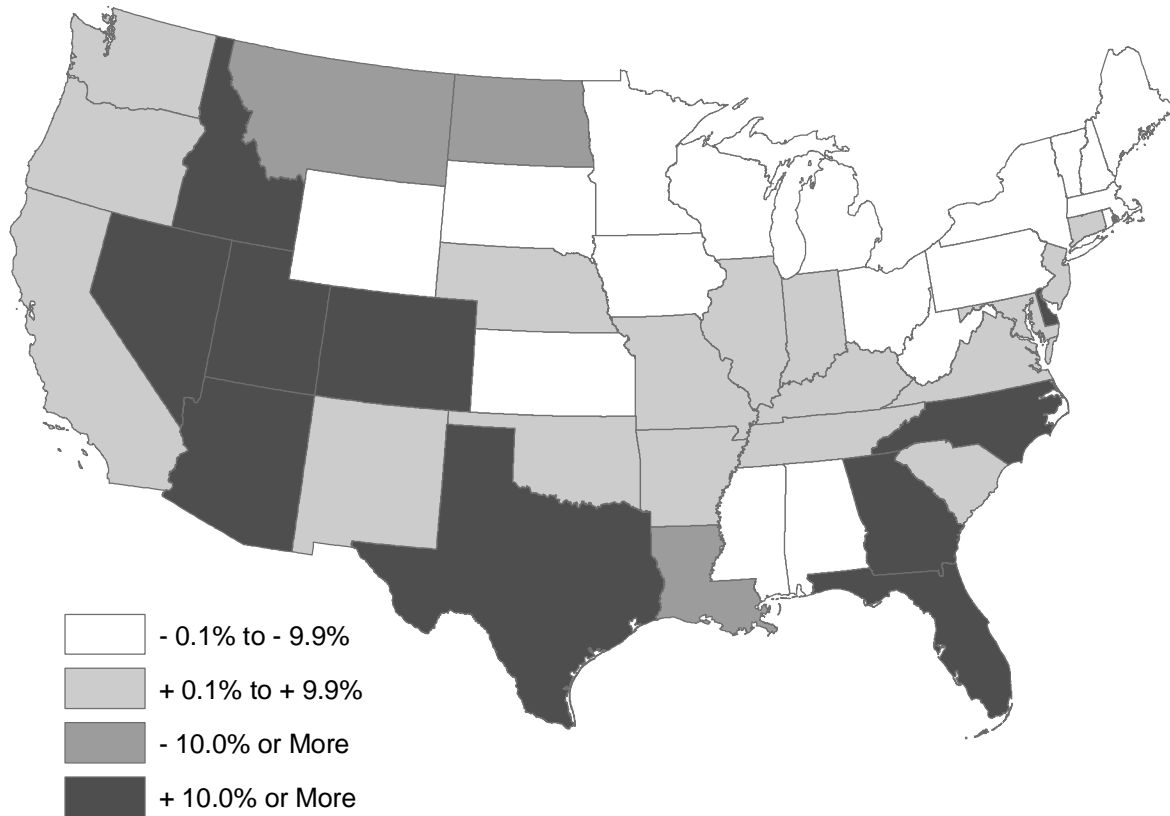 - 0.1% to - 9.9%
+ 0.1% to + 9.9%
- 10.0% or More
+ 10.0% or More